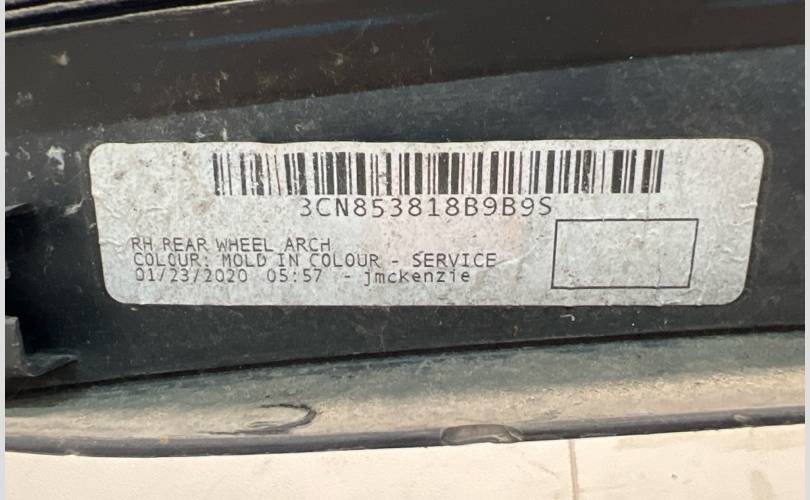 3CN853818B9B9S
RH REAR WHEEL ARCH
COLOUR: MOLD IN COLOUR - SERVICE
01/23/2020 05:57 - jmckenzie